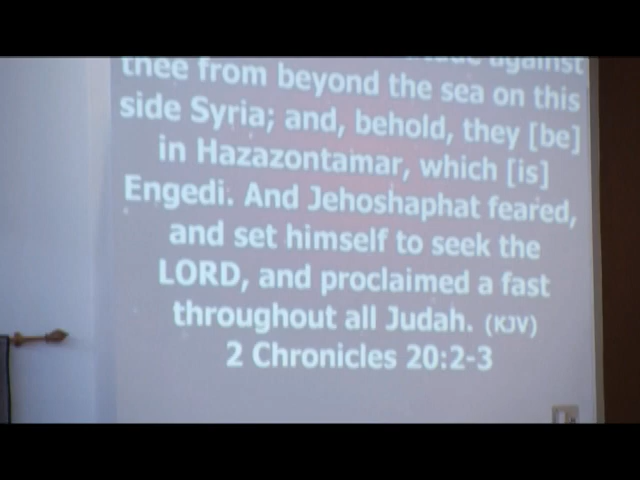 against
thee from beyond the sea on this
side Syria; and, behold, they [be]
in Hazazontamar, which [is]
Engedi. And Jehoshaphat feared,
and set himself to seek the
LORD, and proclaimed a fast
throughout all Judah. (KJV)
2 Chronicles 20:2-3